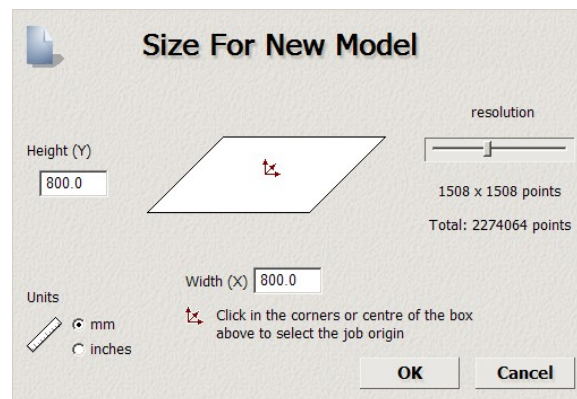 Size For New Model
resolution
Height (Y)
800.0
1508 x 1508 points
Total: 2274064 points
Width (X) 800.0
Units
mm
inches
Click in the corners or centre of the box
above to select the job origin
OK Cancel